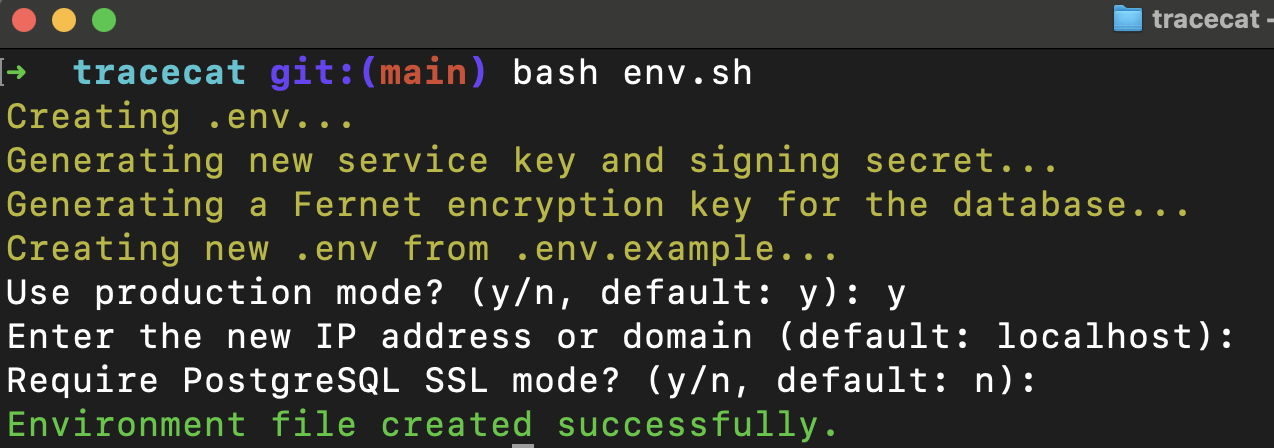 tracecat –
➜ tracecat git:(main) bash env.sh
Creating .env...
Generating new service key and signing secret...
Generating a Fernet encryption key for the database...
Creating new .env from .env.example...
Use production mode? (y/n, default: y): y
Enter the new IP address or domain (default: localhost):
Require PostgreSQL SSL mode? (y/n, default: n):
Environment file created successfully.